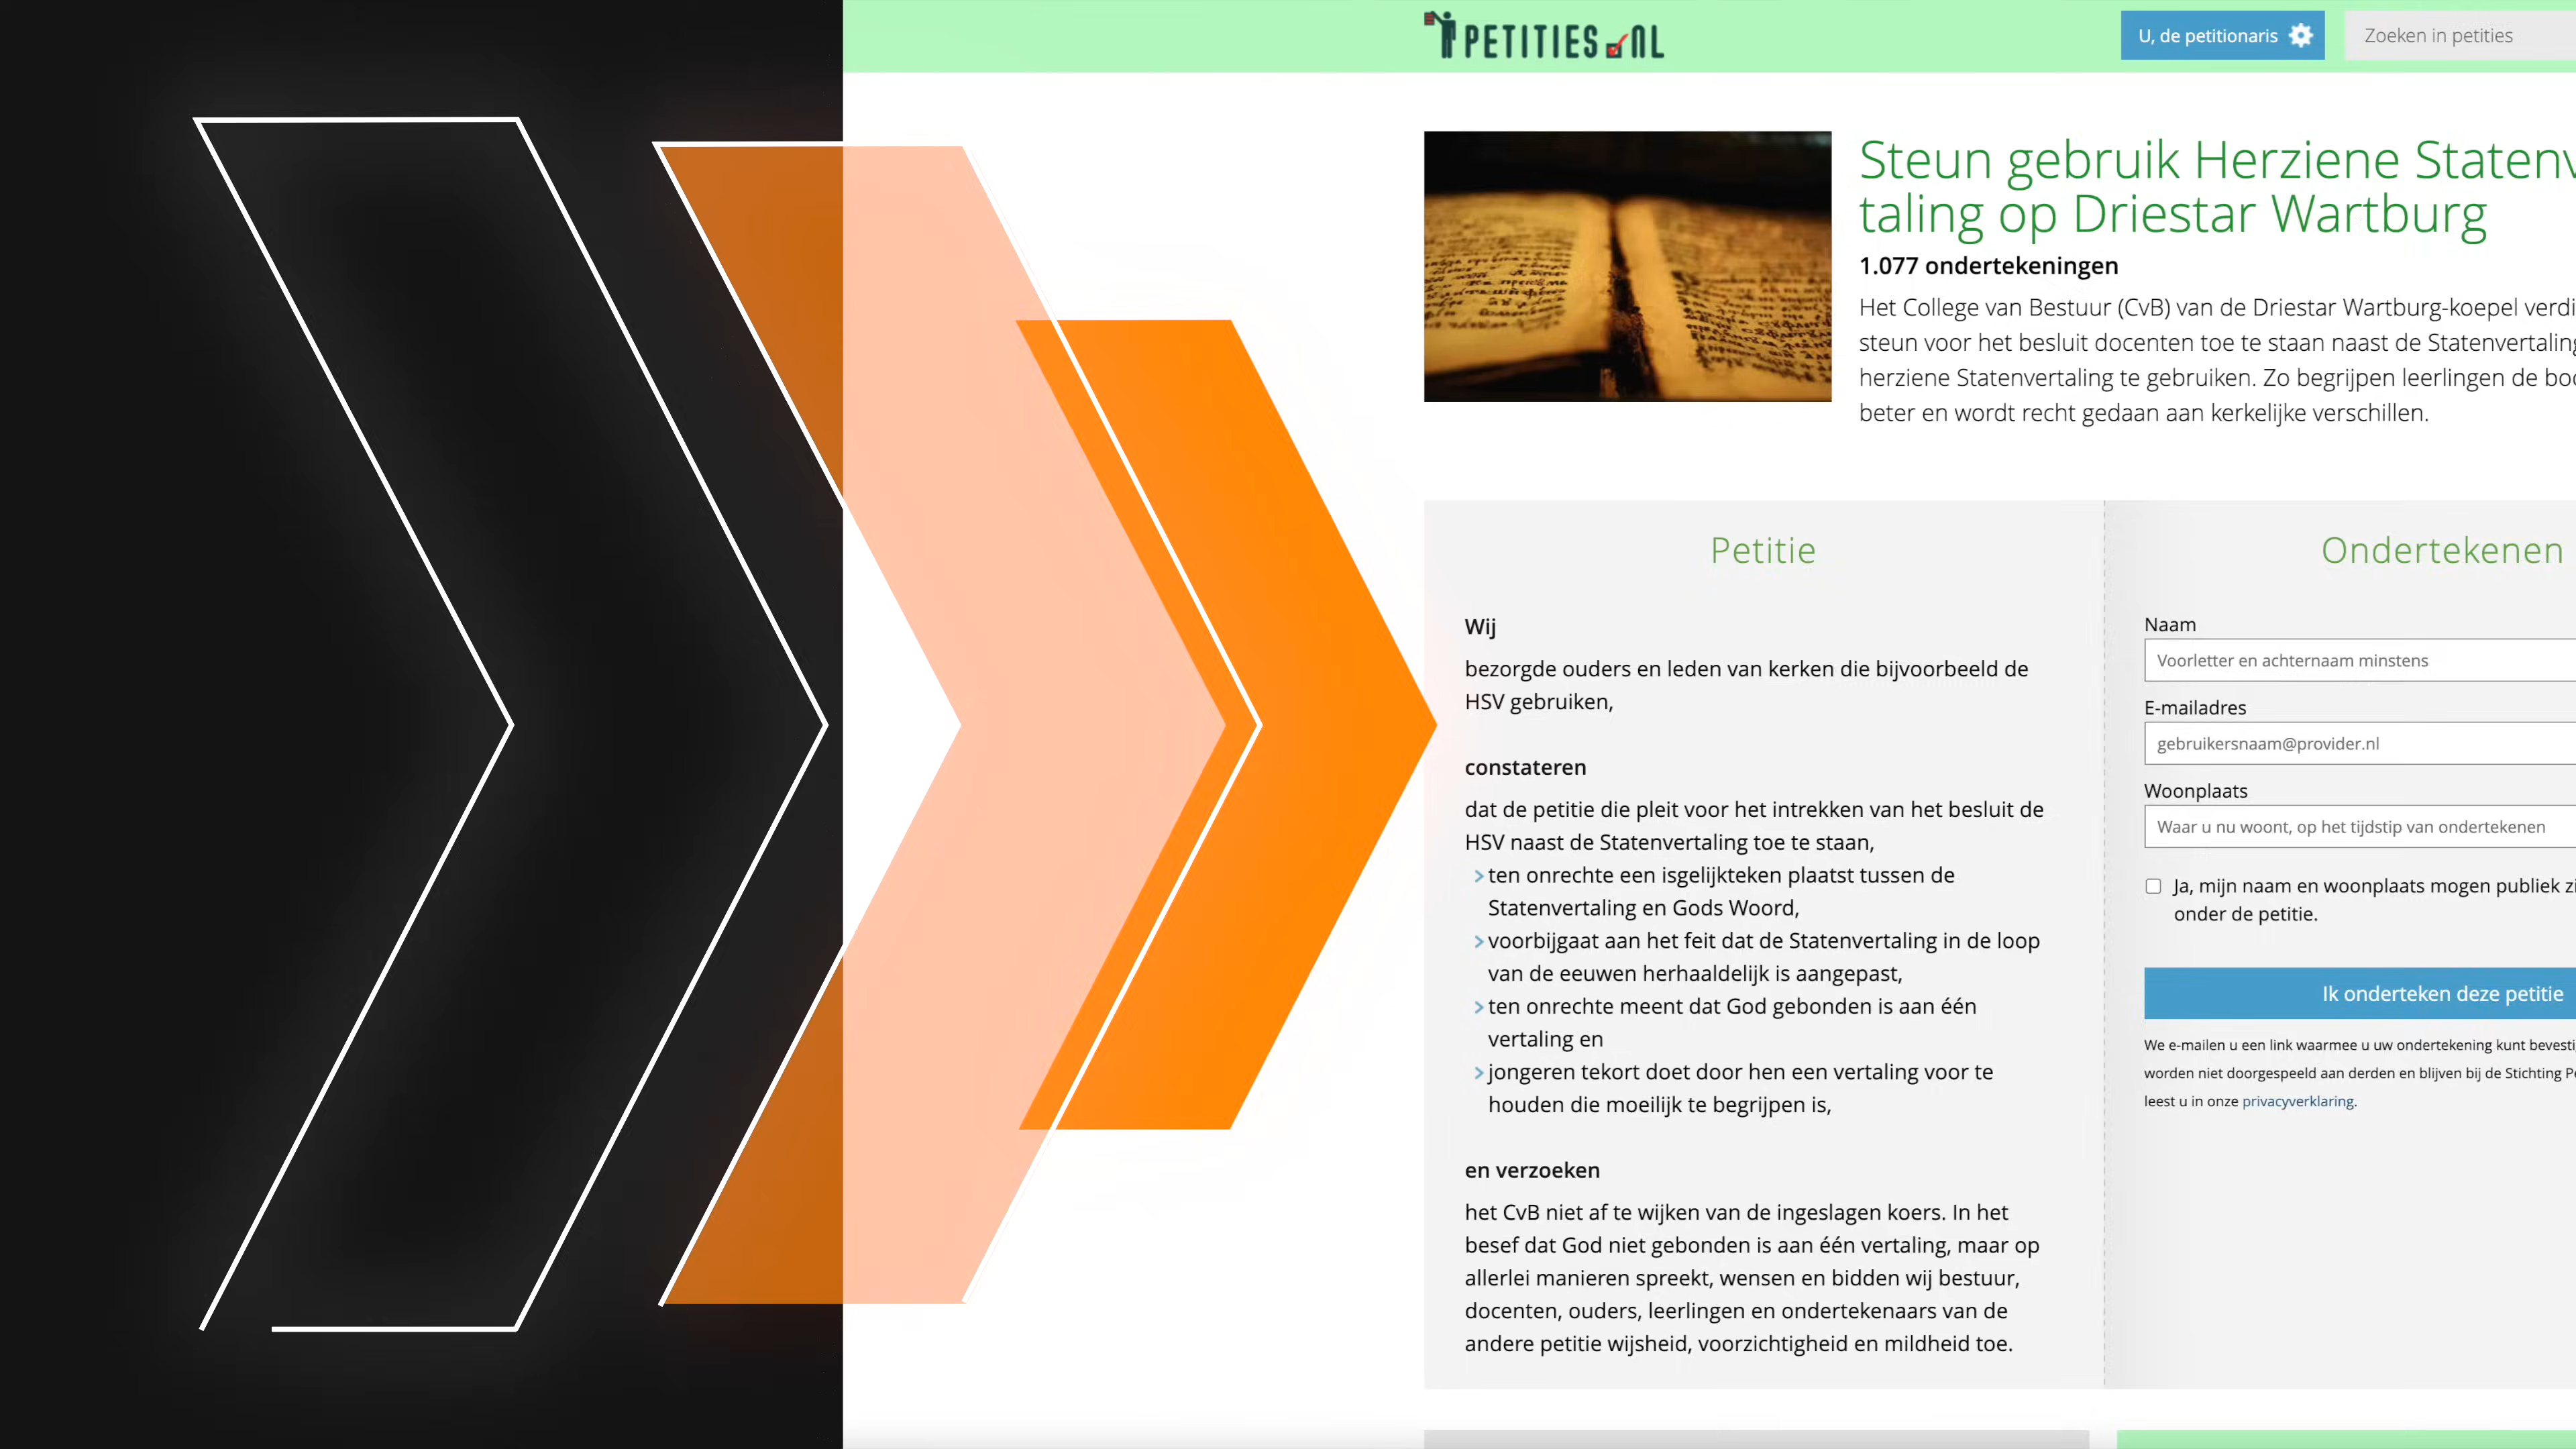 PETITIES NL
U, de petitionaris
Zoeken in petities
Steun gebruik Herziene Statenv
taling op Driestar Wartburg
1.077 ondertekeningen
Het College van Bestuur (CvB) van de Driestar Wartburg-koepel verdi
steun voor het besluit docenten toe te staan naast de Statenvertaling
herziene Statenvertaling te gebruiken. Zo begrijpen leerlingen de boo
beter en wordt recht gedaan aan kerkelijke verschillen.
Petitie
Wij
bezorgde ouders en leden van kerken die bijvoorbeeld de
HSV gebruiken,
constateren
dat de petitie die pleit voor het intrekken van het besluit de
HSV naast de Statenvertaling toe te staan,
ten onrechte een isgelijkteken plaatst tussen de
Statenvertaling en Gods Woord,
voorbijgaat aan het feit dat de Statenvertaling in de loop
van de eeuwen herhaaldelijk is aangepast,
ten onrechte meent dat God gebonden is aan één
vertaling en
jongeren tekort doet door hen een vertaling voor te
houden die moeilijk te begrijpen is,
en verzoeken
het CvB niet af te wijken van de ingeslagen koers. In het
besef dat God niet gebonden is aan één vertaling, maar op
allerlei manieren spreekt, wensen en bidden wij bestuur,
docenten, ouders, leerlingen en ondertekenaars van de
andere petitie wijsheid, voorzichtigheid en mildheid toe.
Ondertekenen
Naam
Voorletter en achternaam minstens
E-mailadres
gebruikersnaam@provider.nl
Woonplaats
Waar u nu woont, op het tijdstip van ondertekenen
Ja, mijn naam en woonplaats mogen publiek zi
onder de petitie.
Ik onderteken deze petitie
We e-mailen u een link waarmee u uw ondertekening kunt bevesti
worden niet doorgespeeld aan derden en blijven bij de Stichting P
leest u in onze privacyverklaring.